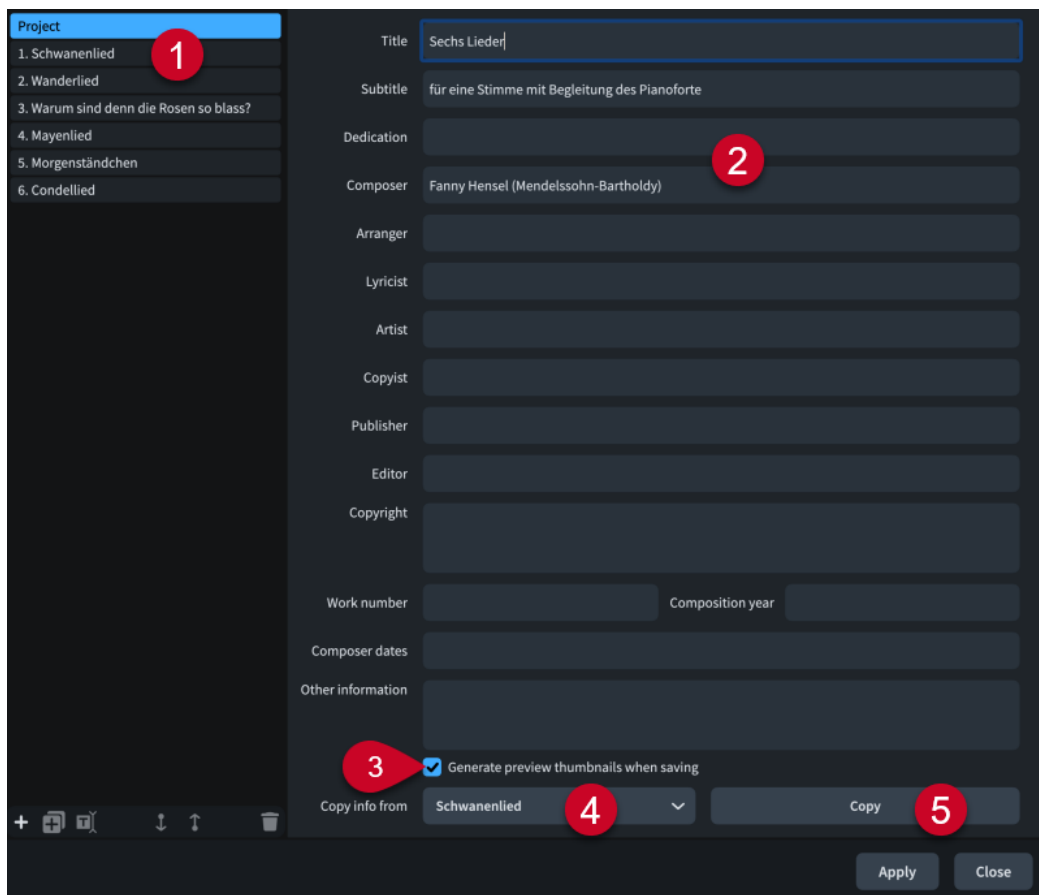 Project
1. Schwanenlied
1
2. Wanderlied
3. Warum sind denn die Rosen so blass?
4. Mayenlied
5. Morgenständchen
6. Condellied
Title Sechs Lieder
Subtitle für eine Stimme mit Begleitung des Pianoforte
Dedication
2
Composer Fanny Hensel (Mendelssohn-Bartholdy)
Arranger
Lyricist
Artist
Copyist
Publisher
Editor
Copyright
Work number Composition year
Composer dates
Other information
3 Generate preview thumbnails when saving
Copy info from Schwanenlied 4 Copy 5
Apply Close